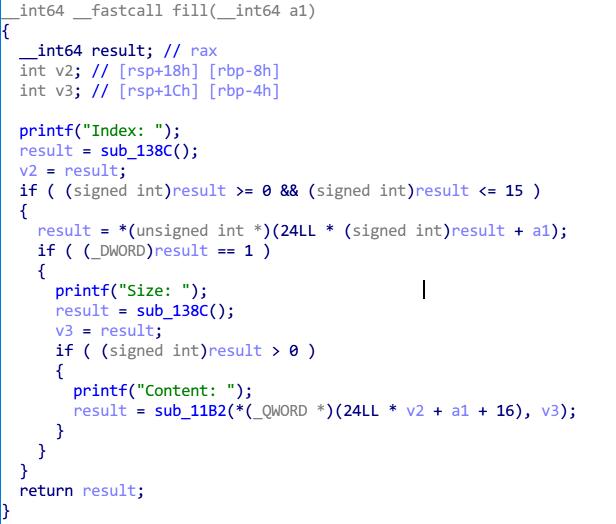 __int64 __fastcall fill(__int64 a1)
{
  __int64 result; // rax
  int v2; // [rsp+18h] [rbp-8h]
  int v3; // [rsp+1Ch] [rbp-4h]

  printf("Index: ");
  result = sub_138C();
  v2 = result;
  if ( (signed int)result >= 0 && (signed int)result <= 15 )
  {
    result = *(unsigned int *)(24LL * (signed int)result + a1);
    if ( (_DWORD)result == 1 )
    {
      printf("Size: ");
      result = sub_138C();
      v3 = result;
      if ( (signed int)result > 0 )
      {
        printf("Content: ");
        result = sub_11B2(*(_QWORD *)(24LL * v2 + a1 + 16), v3);
      }
    }
  }
  return result;
}